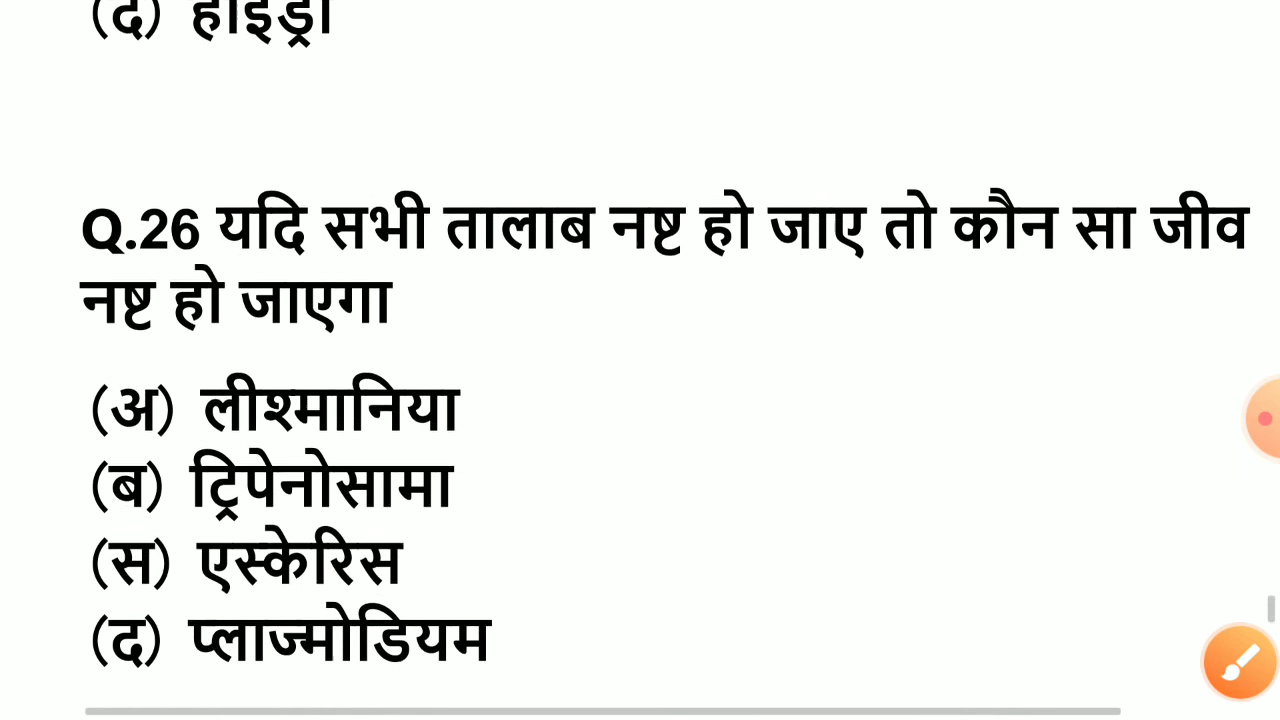 (द) हाइड्रा
Q.26 यदि सभी तालाब नष्ट हो जाए तो कौन सा जीव
नष्ट हो जाएगा
(अ) लीश्मानिया
(ब) ट्रिपेनोसामा
(स) एस्केरिस
(द) प्लाज्मोडियम